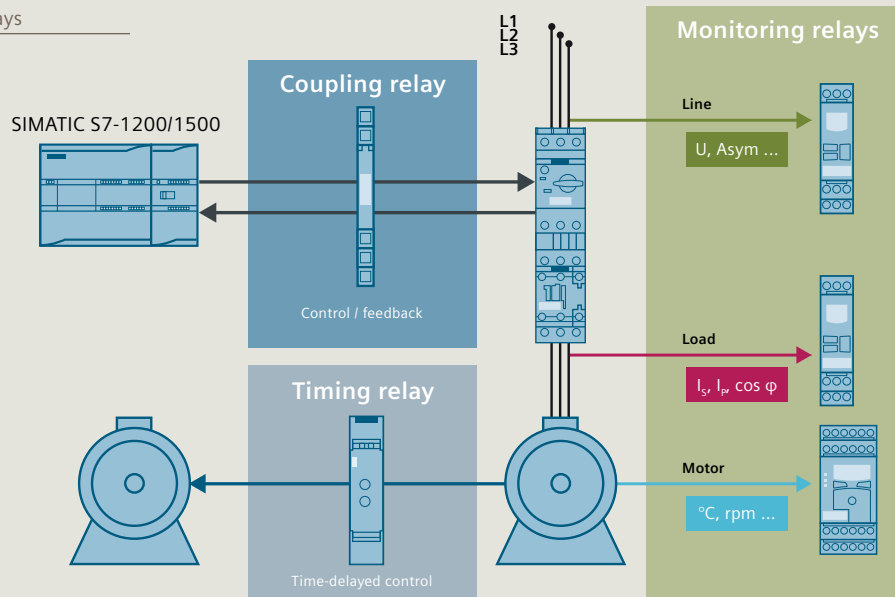 L1
L2
L3
Monitoring relays
Coupling relay
SIMATIC S7-1200/1500
Line
U, Asym ...
Control / feedback
Load
IS, IP, cos φ
Timing relay
Motor
°C, rpm ...
Time-delayed control